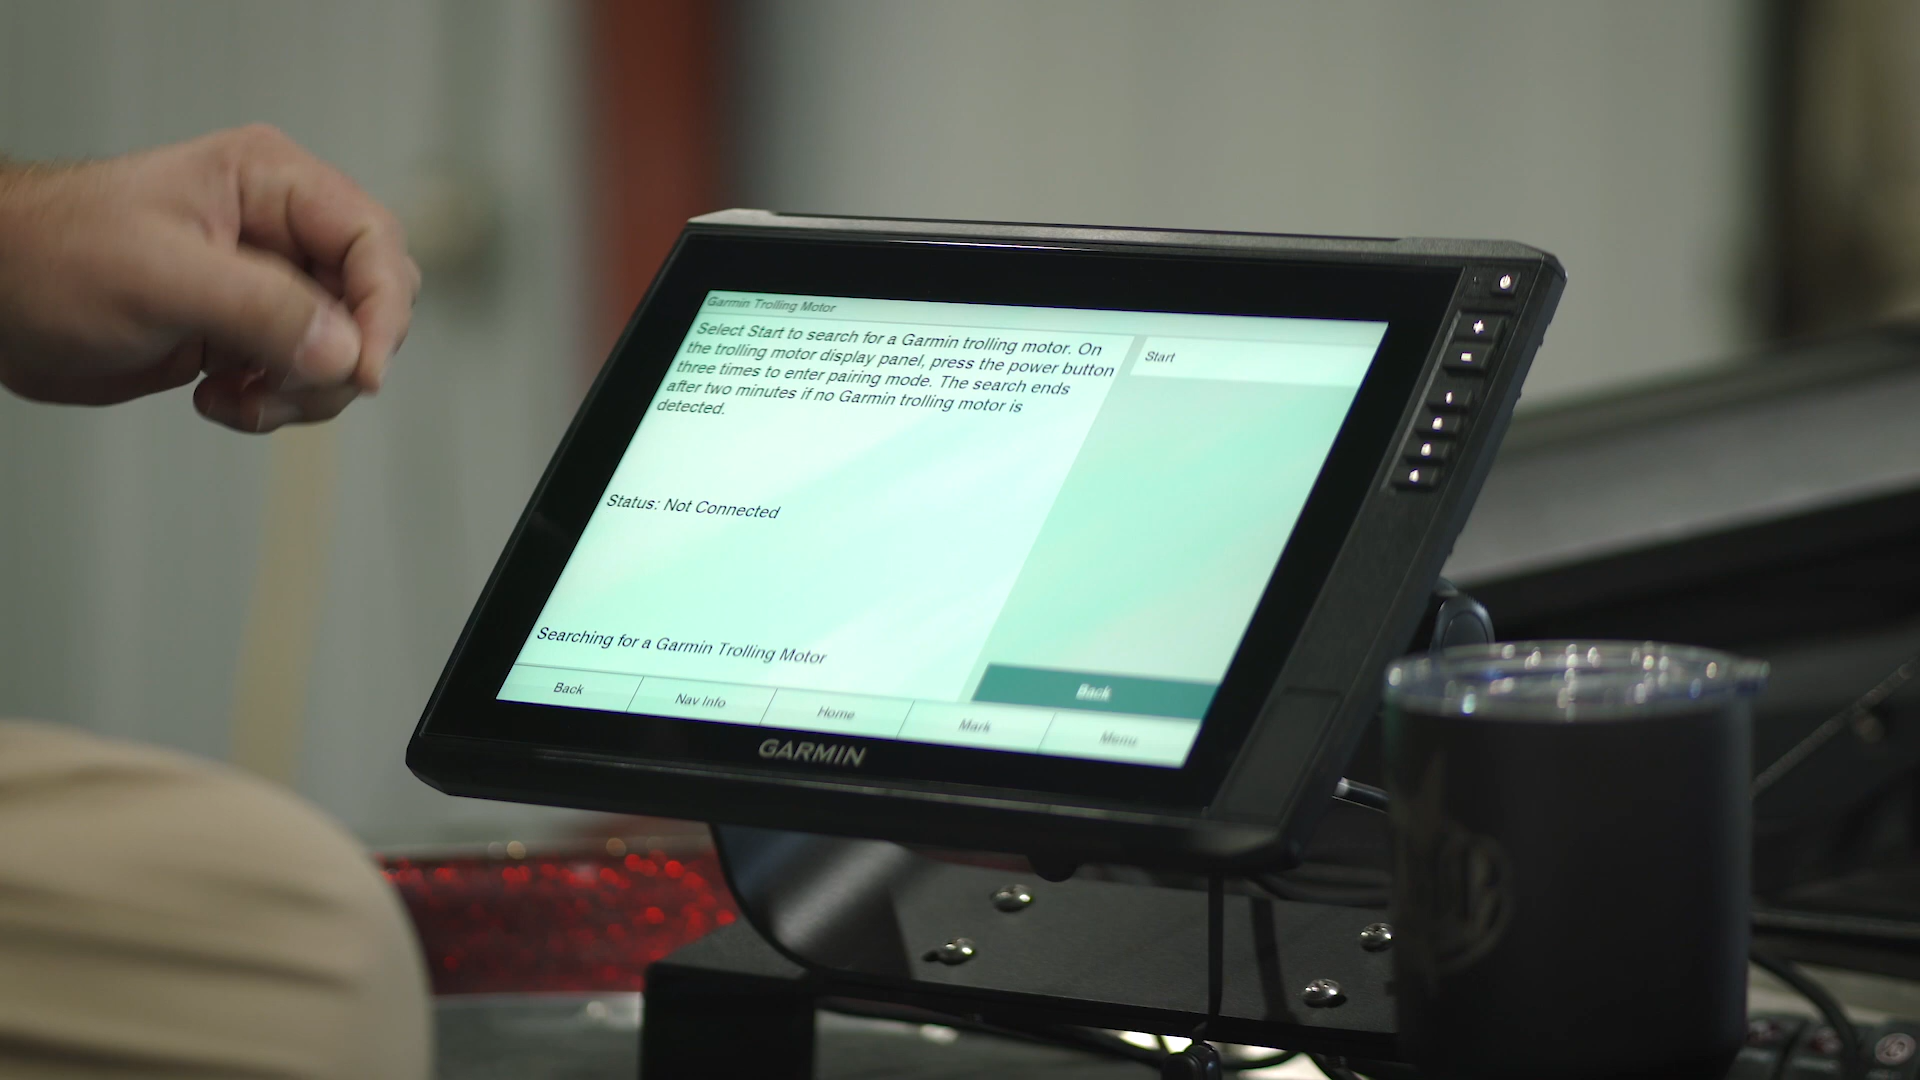 Garmin Trolling Motor
Select Start to search for a Garmin trolling motor. On
the trolling motor display panel, press the power button
three times to enter pairing mode. The search ends
after two minutes if no Garmin trolling motor is
detected.
Start
Status: Not Connected
Searching for a Garmin Trolling Motor
Back
Back
Nav Info
Home
Mark
Menu
GARMIN